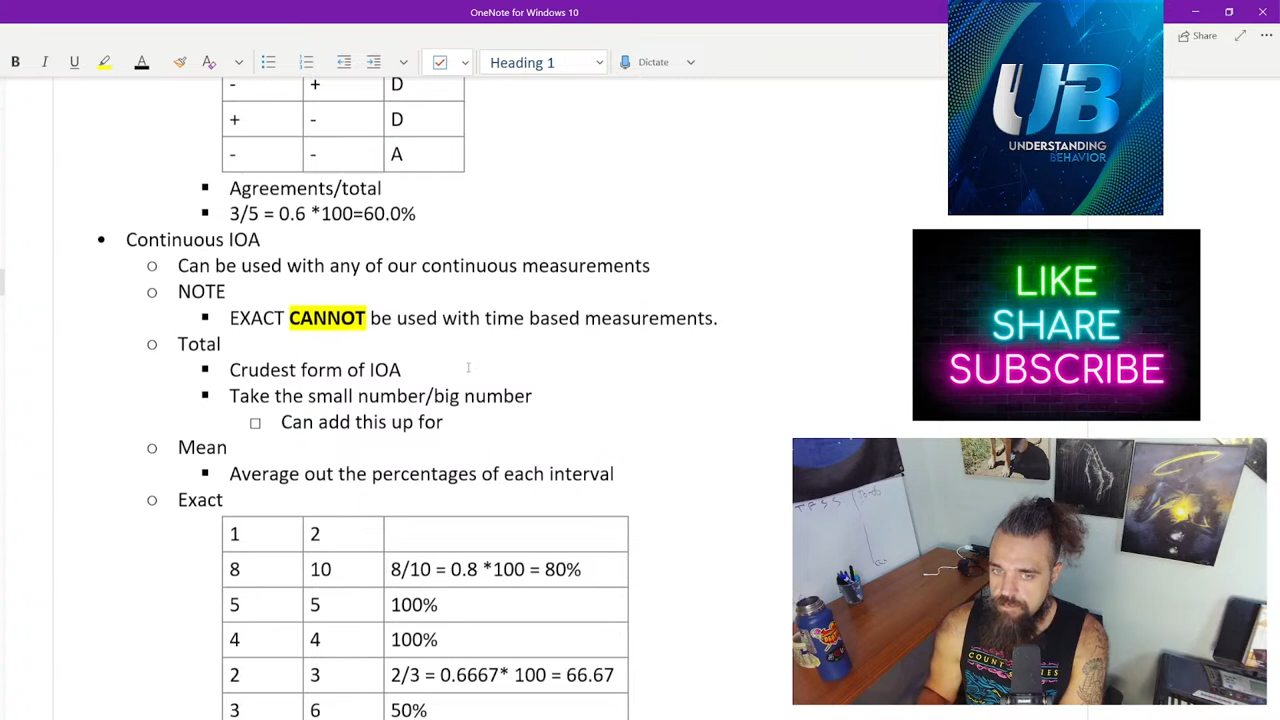 OneNote for Windows 10
Share
B I U A A Heading 1 Dictate
UB
UNDERSTANDING
BEHAVIOR
- + D
+ - D
- - A
▪ Agreements/total
▪ 3/5 = 0.6 *100=60.0%
• Continuous IOA
○ Can be used with any of our continuous measurements
○ NOTE
▪ EXACT CANNOT be used with time based measurements.
○ Total
▪ Crudest form of IOA
▪ Take the small number/big number
□ Can add this up for
○ Mean
▪ Average out the percentages of each interval
○ Exact
1 2
8 10 8/10 = 0.8 *100 = 80%
5 5 100%
4 4 100%
2 3 2/3 = 0.6667* 100 = 66.67
3 6 50%
LIKE
SHARE
SUBSCRIBE
T F S S
COUNT